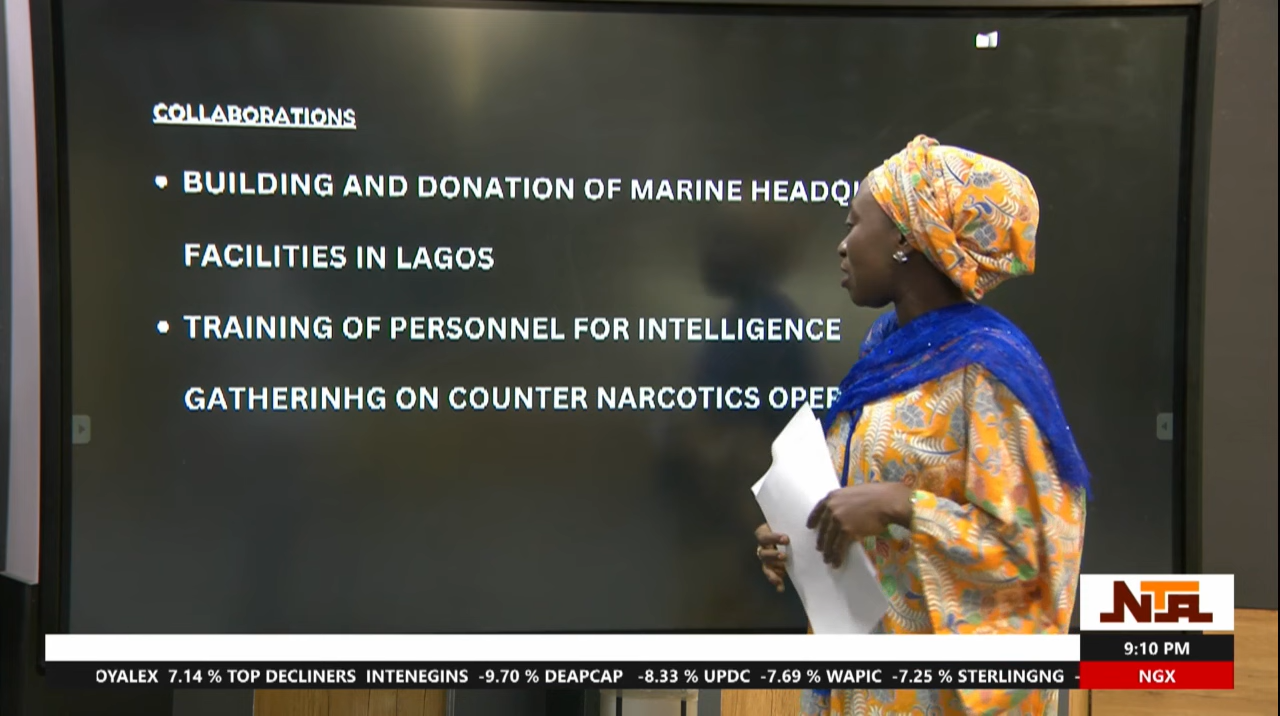 COLLABORATIONS
• BUILDING AND DONATION OF MARINE
FACILITIES IN LAGOS
• TRAINING OF PERSONNEL FOR INTELLIGENCE
GATHERINHG ON COUNTER NARCOTICS
NTA
9:10 PM
OYALEX 7.14 % TOP DECLINERS INTENEGINS -9.70 % DEAPCAP -8.33 % UPDC -7.69 % WAPIC -7.25 % STERLINGNG -
NGX